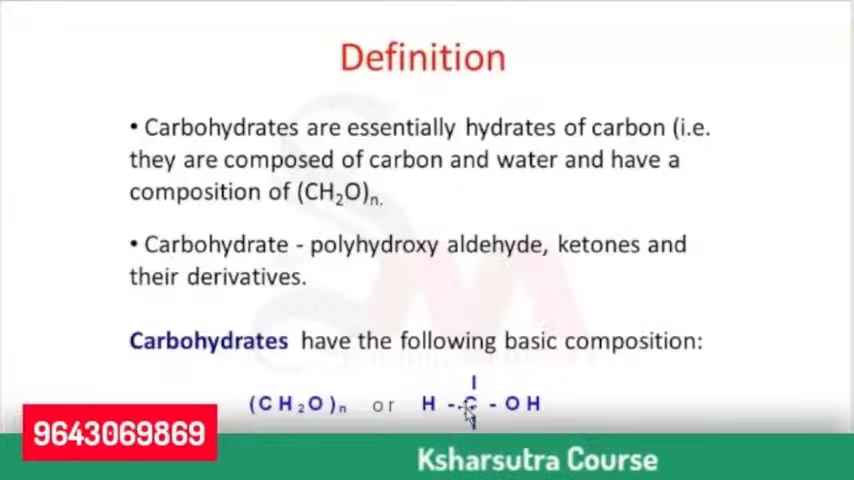 Definition
• Carbohydrates are essentially hydrates of carbon (i.e.
they are composed of carbon and water and have a
composition of (CH₂O)ₙ.
• Carbohydrate - polyhydroxy aldehyde, ketones and
their derivatives.
Carbohydrates have the following basic composition:
(CH₂O)ₙ or H - C - OH
9643069869
Ksharsutra Course